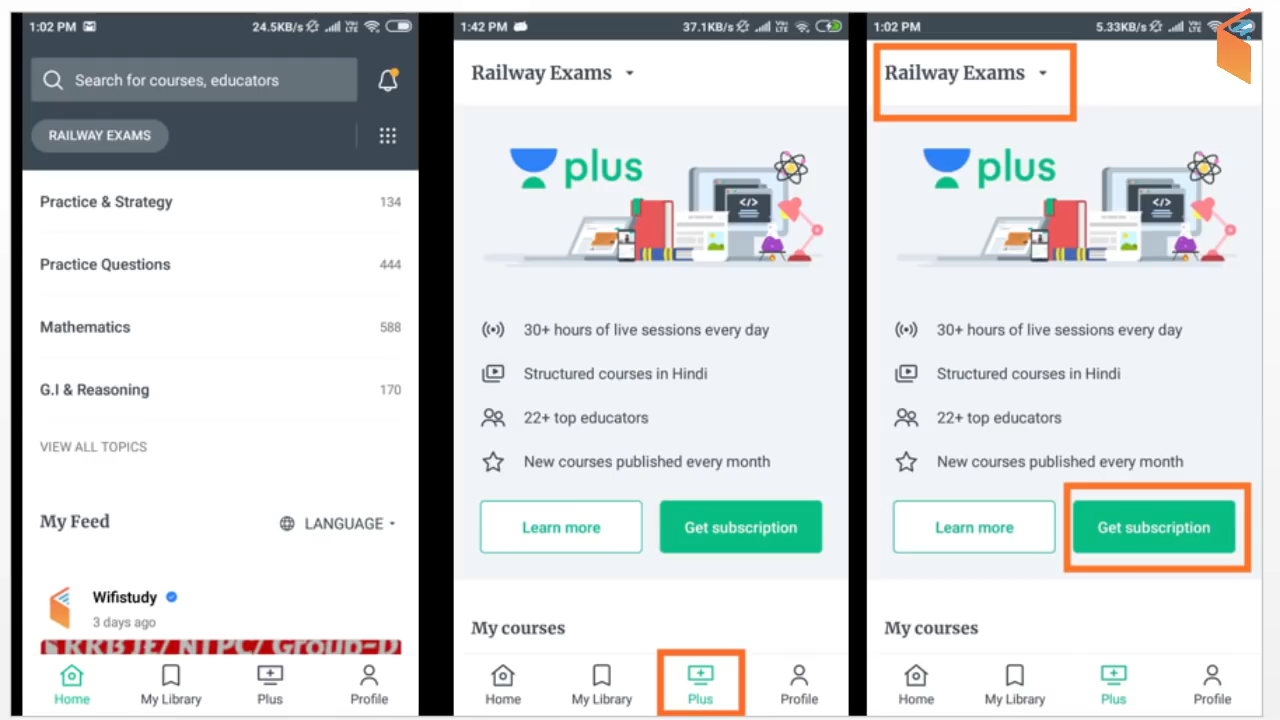 1:02 PM
24.5KB/s
Search for courses, educators
RAILWAY EXAMS
Practice & Strategy 134
Practice Questions 444
Mathematics 588
G.I & Reasoning 170
VIEW ALL TOPICS
My Feed
LANGUAGE
Wifistudy
3 days ago
RRB JE/ NTPC/ Group-D
Home
My Library
Plus
Profile
1:42 PM
37.1KB/s
Railway Exams
plus
</>
30+ hours of live sessions every day
Structured courses in Hindi
22+ top educators
New courses published every month
Learn more
Get subscription
My courses
Home
My Library
Plus
Profile
1:02 PM
5.33KB/s
Railway Exams
plus
</>
30+ hours of live sessions every day
Structured courses in Hindi
22+ top educators
New courses published every month
Learn more
Get subscription
My courses
Home
My Library
Plus
Profile